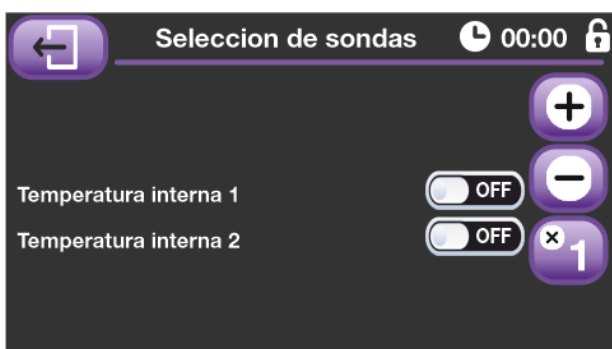 Seleccion de sondas 00:00
Temperatura interna 1 OFF
Temperatura interna 2 OFF
×1